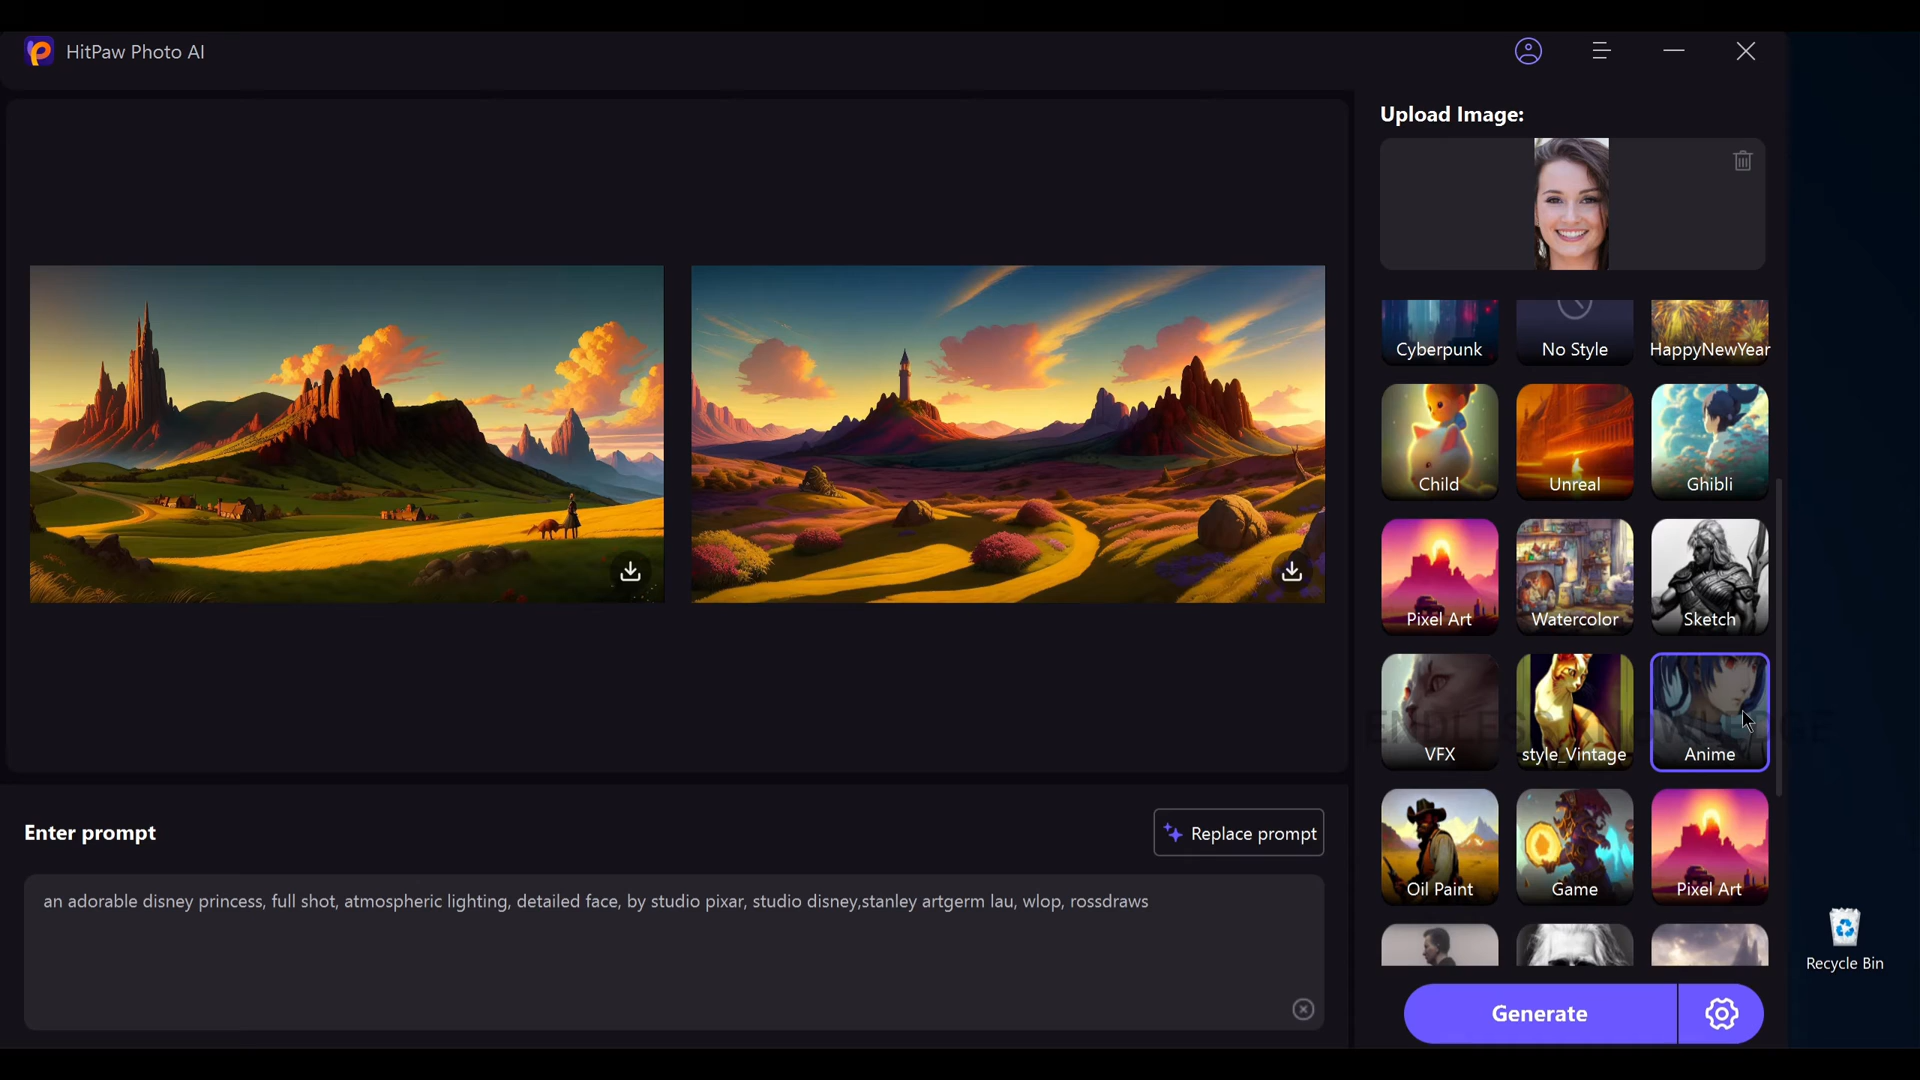 HitPaw Photo AI
Upload Image:
Cyberpunk
No Style
HappyNewYear
Child
Unreal
Ghibli
Pixel Art
Watercolor
Sketch
VFX
style_Vintage
Anime
ENDLESS KNOWLEDGE
Oil Paint
Game
Pixel Art
Enter prompt
Replace prompt
an adorable disney princess, full shot, atmospheric lighting, detailed face, by studio pixar, studio disney,stanley artgerm lau, wlop, rossdraws
Recycle Bin
Generate